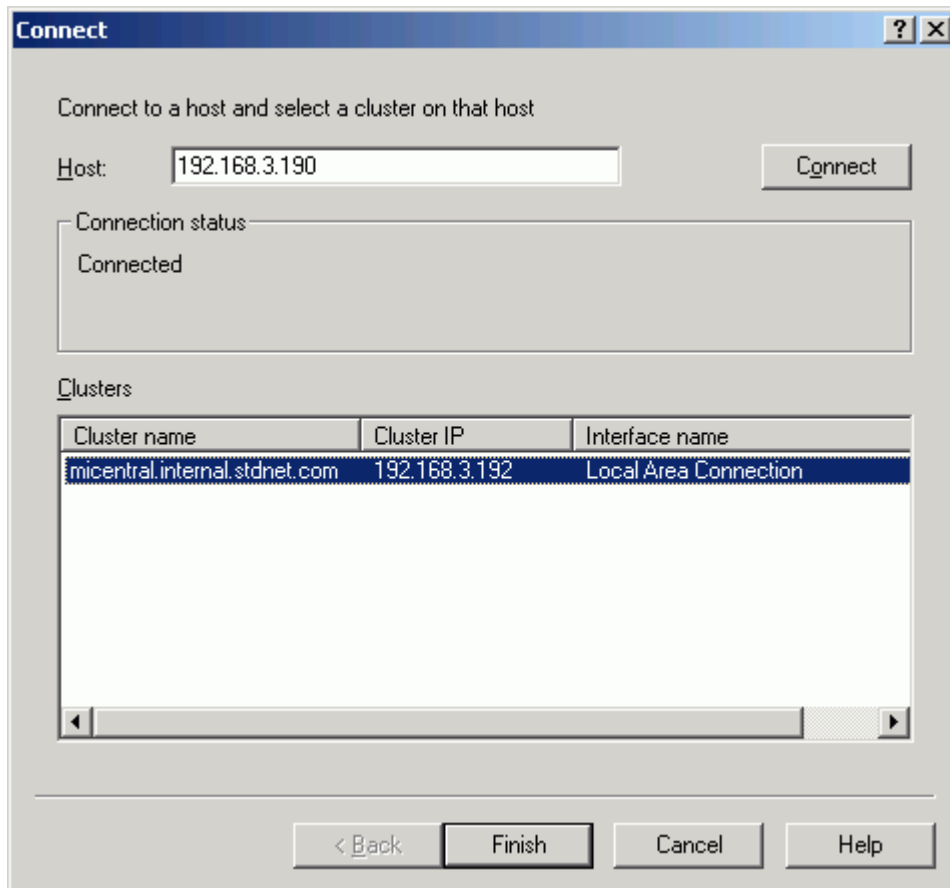 Connect
Connect to a host and select a cluster on that host
Host: 192.168.3.190 Connect
Connection status
Connected
Clusters
Cluster name Cluster IP Interface name
micentral.internal.stdnet.com 192.168.3.192 Local Area Connection
< Back Finish Cancel Help